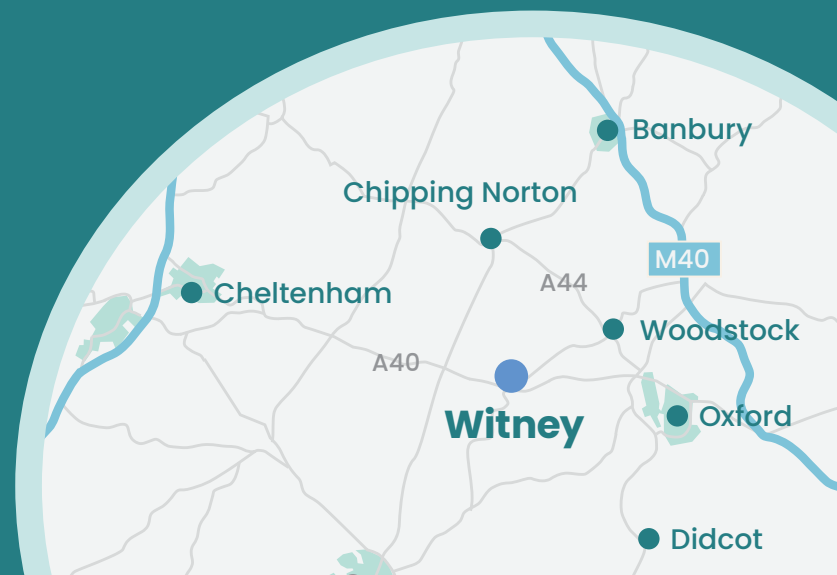 Banbury
Chipping Norton
M40
A44
Cheltenham
Woodstock
A40
Oxford
Witney
Didcot